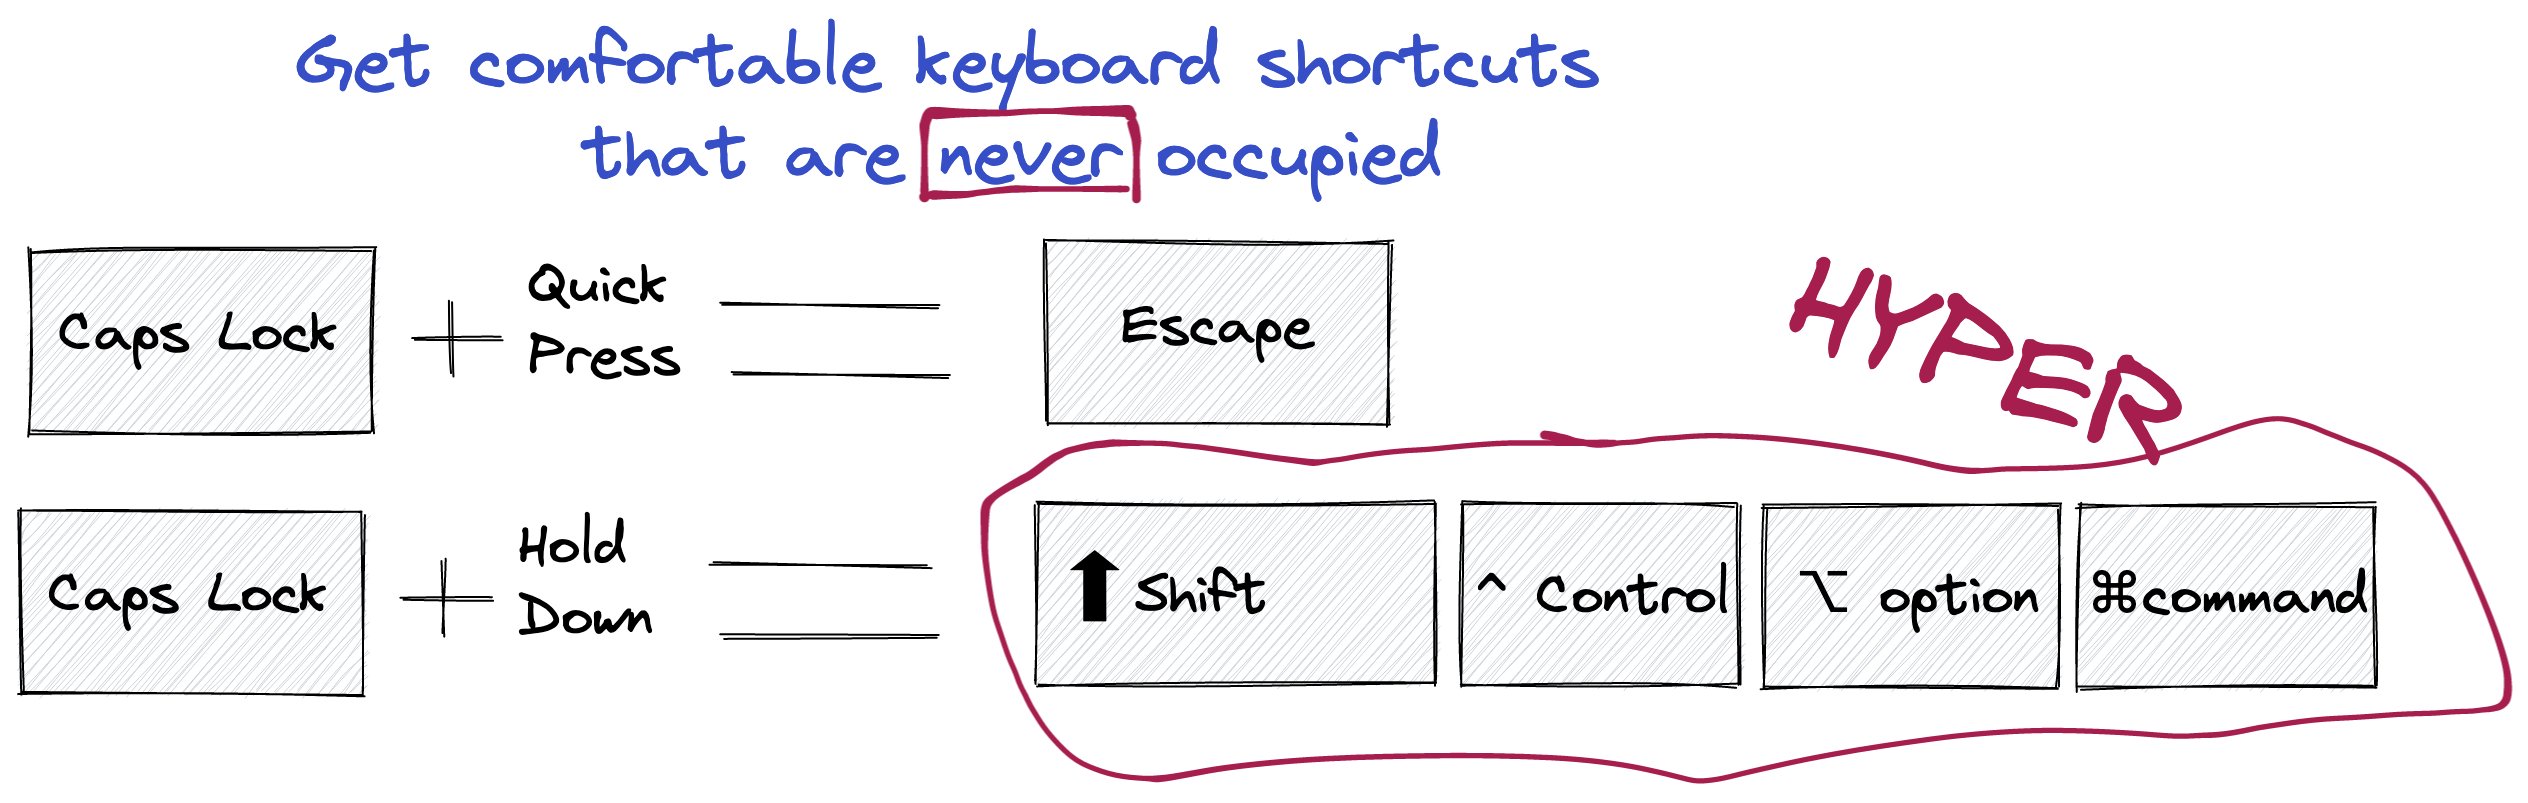 Get comfortable keyboard shortcuts
that are never occupied
Caps Lock + Quick Press = Escape
HYPER
Caps Lock + Hold Down = ⬆ Shift ^ Control ⌥ option ⌘command